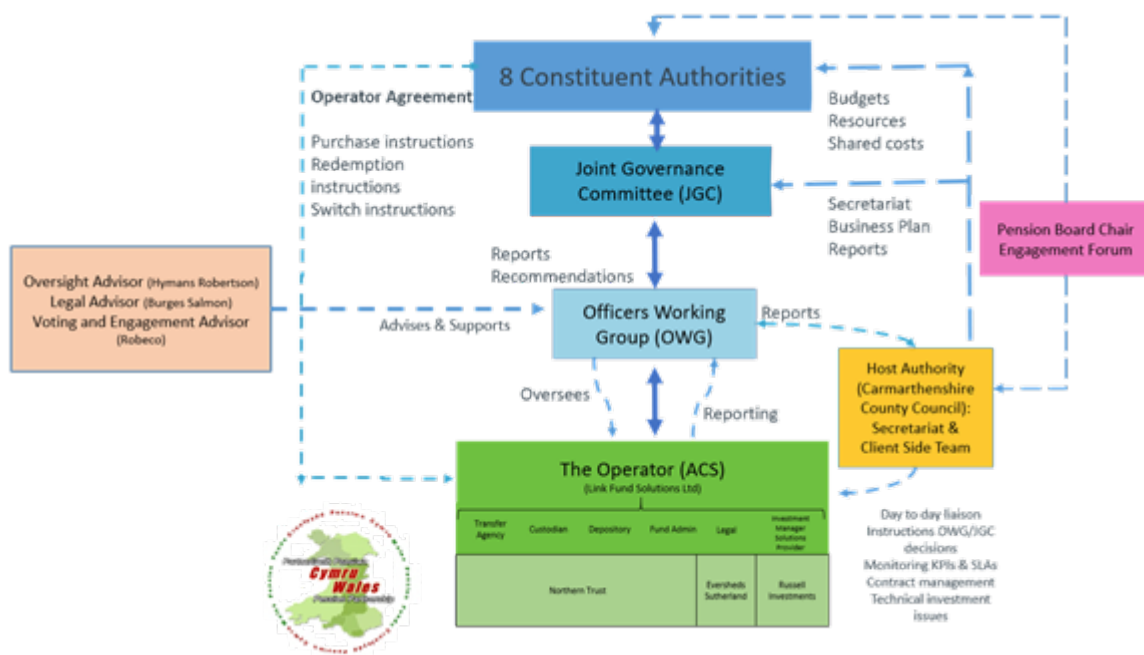 8 Constituent Authorities
Operator Agreement
Purchase instructions
Redemption
instructions
Switch instructions
Budgets
Resources
Shared costs
Joint Governance
Committee (JGC)
Secretariat
Business Plan
Reports
Pension Board Chair
Engagement Forum
Reports
Recommendations
Oversight Advisor (Hymans Robertson)
Legal Advisor (Burges Salmon)
Voting and Engagement Advisor
(Robeco)
Advises & Supports
Officers Working
Group (OWG)
Reports
Host Authority
(Carmarthenshire
County Council):
Secretariat &
Client Side Team
Oversees
Reporting
The Operator (ACS)
(Link Fund Solutions Ltd)
Transfer
Agency
Custodian
Depository
Fund Admin
Legal
Investment
Manager
Solutions
Provider
Northern Trust
Eversheds
Sutherland
Russell
Investments
Day to day liaison
Instructions OWG/JGC
decisions
Monitoring KPIs & SLAs
Contract management
Technical investment
issues
Cymru
Wales